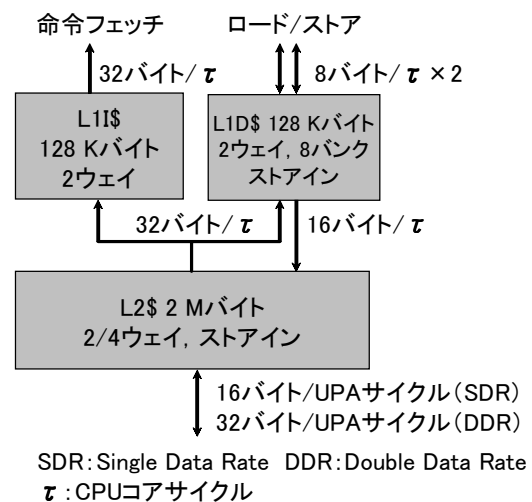 命令フェッチ
ロード/ストア
32バイト/τ
8バイト/τ×2
L1I$
128 Kバイト
2ウェイ
L1D$ 128 Kバイト
2ウェイ, 8バンク
ストアイン
32バイト/τ
16バイト/τ
L2$ 2 Mバイト
2/4ウェイ, ストアイン
16バイト/UPAサイクル(SDR)
32バイト/UPAサイクル(DDR)
SDR:Single Data Rate DDR:Double Data Rate
τ:CPUコアサイクル